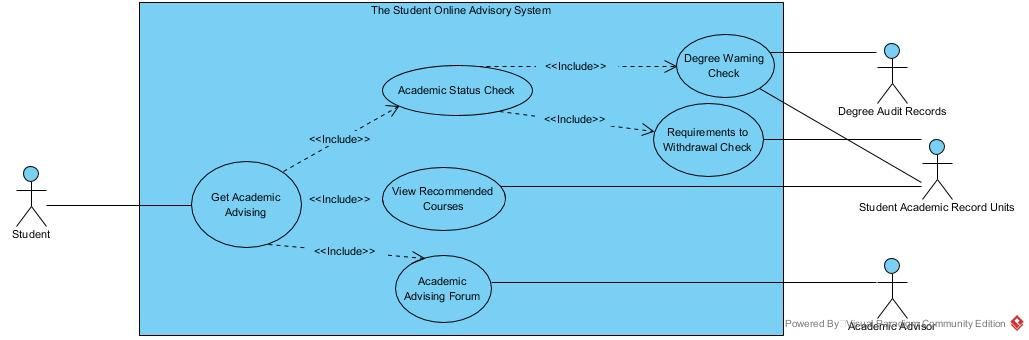 The Student Online Advisory System
Degree Warning
Check
<<Include>>
Academic Status Check
Degree Audit Records
<<Include>>
Requirements to
Withdrawal Check
<<Include>>
Get Academic
Advising
<<Include>>
View Recommended
Courses
Student Academic Record Units
Student
<<Include>>
Academic
Advising Forum
Powered By Visual Paradigm Community Edition
Academic Advisor